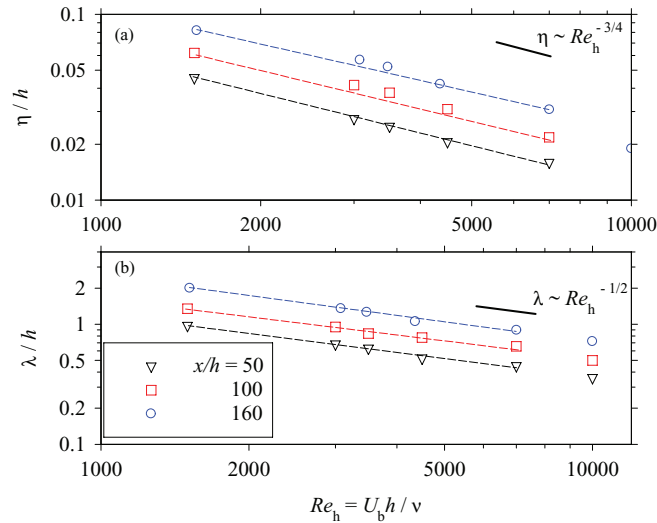 0.1
(a)
η ~ Re_h^{-3/4}
0.05
η / h
0.02
0.01
1000 2000 5000 10000
(b)
2
λ ~ Re_h^{-1/2}
1
λ / h
0.5
x/h = 50
100
160
0.2
0.1
1000 2000 5000 10000
Re_h = U_b h / ν